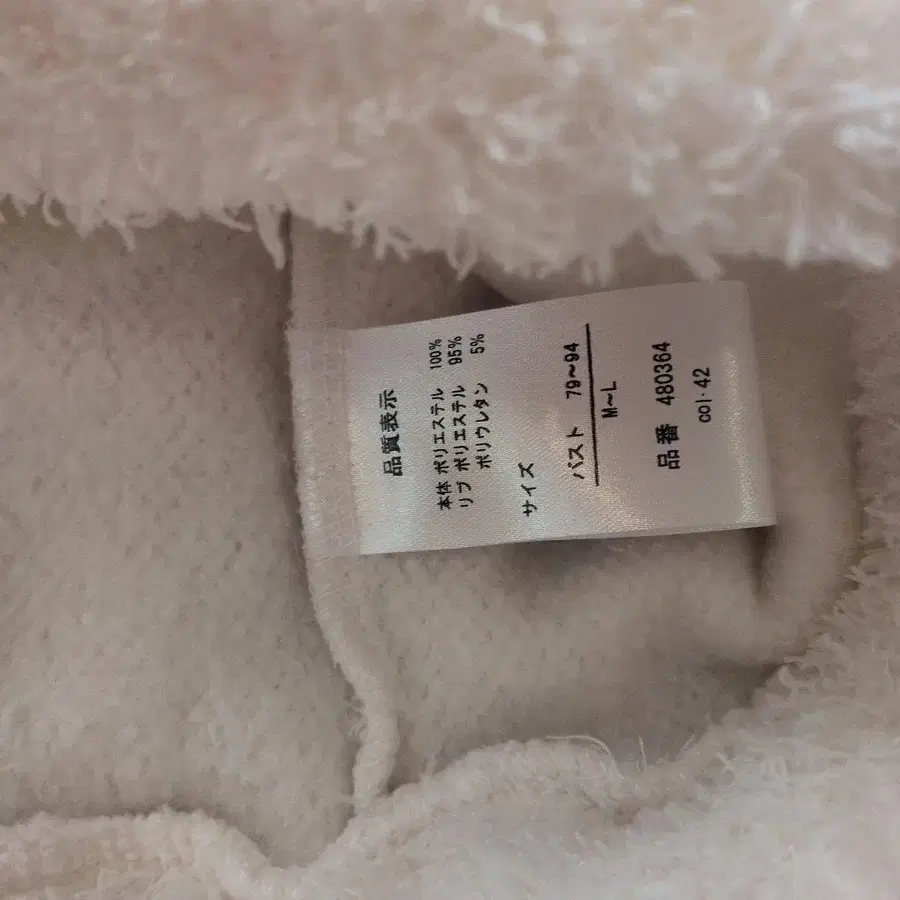 品質表示
本体 ポリエステル 100%
リブ ポリエステル 95%
ポリウレタン 5%
サイズ
バスト 79～94
M～L
品番 480364
col・42